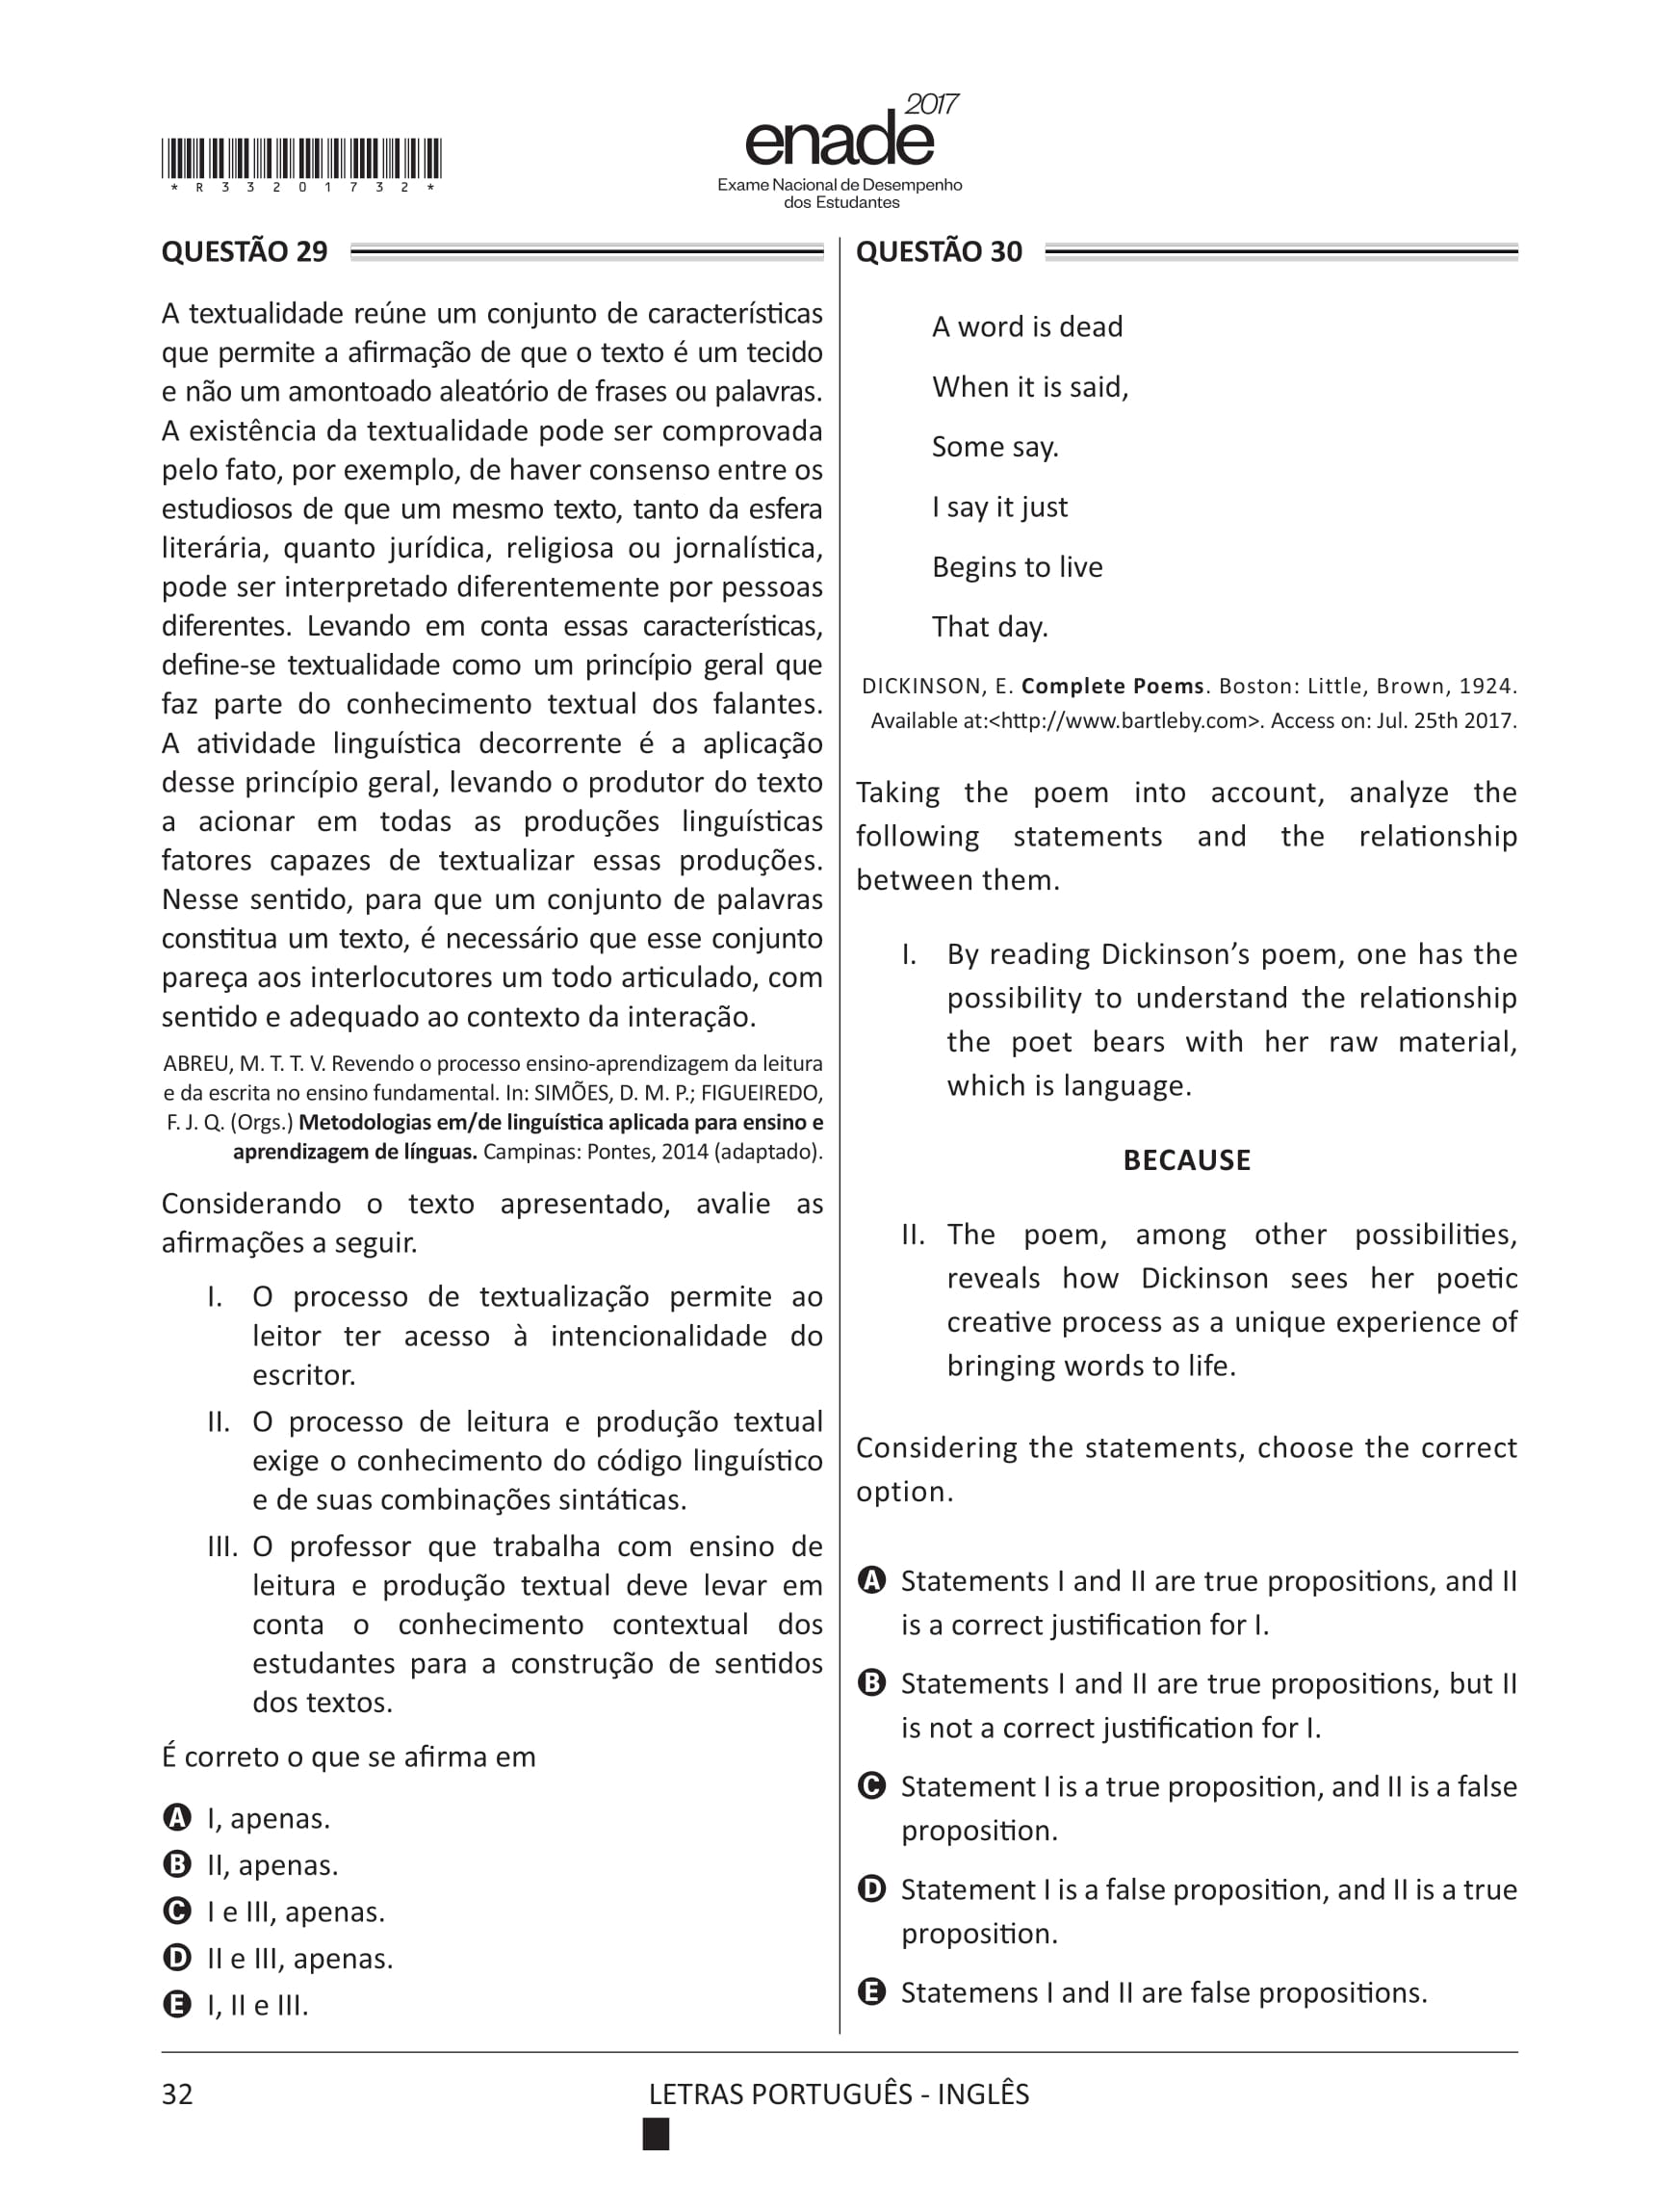 2017
enade
Exame Nacional de Desempenho
dos Estudantes
* R 3 3 2 0 1 7 3 2 *
QUESTÃO 29
A textualidade reúne um conjunto de características
que permite a afirmação de que o texto é um tecido
e não um amontoado aleatório de frases ou palavras.
A existência da textualidade pode ser comprovada
pelo fato, por exemplo, de haver consenso entre os
estudiosos de que um mesmo texto, tanto da esfera
literária, quanto jurídica, religiosa ou jornalística,
pode ser interpretado diferentemente por pessoas
diferentes. Levando em conta essas características,
define-se textualidade como um princípio geral que
faz parte do conhecimento textual dos falantes.
A atividade linguística decorrente é a aplicação
desse princípio geral, levando o produtor do texto
a acionar em todas as produções linguísticas
fatores capazes de textualizar essas produções.
Nesse sentido, para que um conjunto de palavras
constitua um texto, é necessário que esse conjunto
pareça aos interlocutores um todo articulado, com
sentido e adequado ao contexto da interação.
ABREU, M. T. T. V. Revendo o processo ensino-aprendizagem da leitura
e da escrita no ensino fundamental. In: SIMÕES, D. M. P.; FIGUEIREDO,
F. J. Q. (Orgs.) Metodologias em/de linguística aplicada para ensino e
aprendizagem de línguas. Campinas: Pontes, 2014 (adaptado).
Considerando o texto apresentado, avalie as
afirmações a seguir.
I. O processo de textualização permite ao
leitor ter acesso à intencionalidade do
escritor.
II. O processo de leitura e produção textual
exige o conhecimento do código linguístico
e de suas combinações sintáticas.
III. O professor que trabalha com ensino de
leitura e produção textual deve levar em
conta o conhecimento contextual dos
estudantes para a construção de sentidos
dos textos.
É correto o que se afirma em
A I, apenas.
B II, apenas.
C I e III, apenas.
D II e III, apenas.
E I, II e III.
QUESTÃO 30
A word is dead
When it is said,
Some say.
I say it just
Begins to live
That day.
DICKINSON, E. Complete Poems. Boston: Little, Brown, 1924.
Available at:<http://www.bartleby.com>. Access on: Jul. 25th 2017.
Taking the poem into account, analyze the
following statements and the relationship
between them.
I. By reading Dickinson’s poem, one has the
possibility to understand the relationship
the poet bears with her raw material,
which is language.
BECAUSE
II. The poem, among other possibilities,
reveals how Dickinson sees her poetic
creative process as a unique experience of
bringing words to life.
Considering the statements, choose the correct
option.
A Statements I and II are true propositions, and II
is a correct justification for I.
B Statements I and II are true propositions, but II
is not a correct justification for I.
C Statement I is a true proposition, and II is a false
proposition.
D Statement I is a false proposition, and II is a true
proposition.
E Statemens I and II are false propositions.
32
LETRAS PORTUGUÊS - INGLÊS